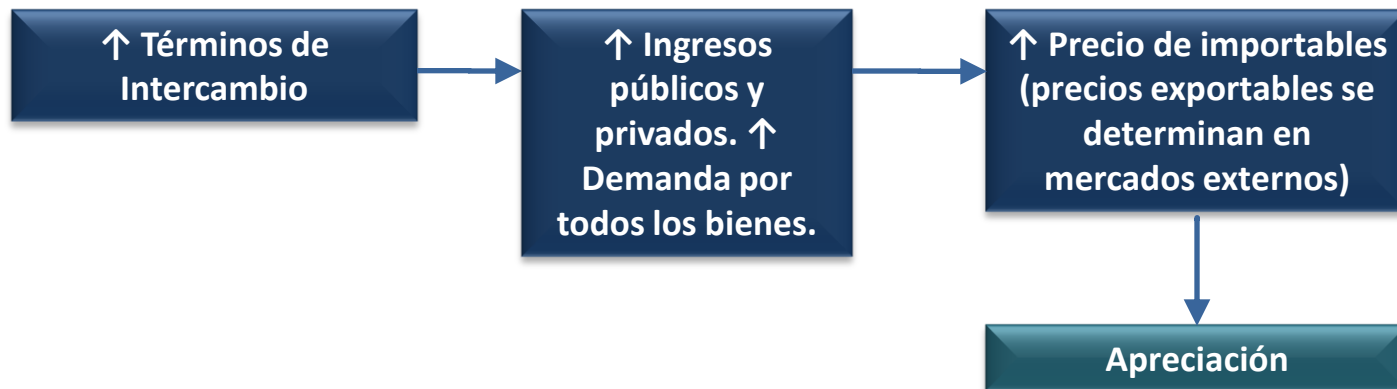 ↑ Términos de
Intercambio
↑ Ingresos
públicos y
privados. ↑
Demanda por
todos los bienes.
↑ Precio de importables
(precios exportables se
determinan en
mercados externos)
Apreciación